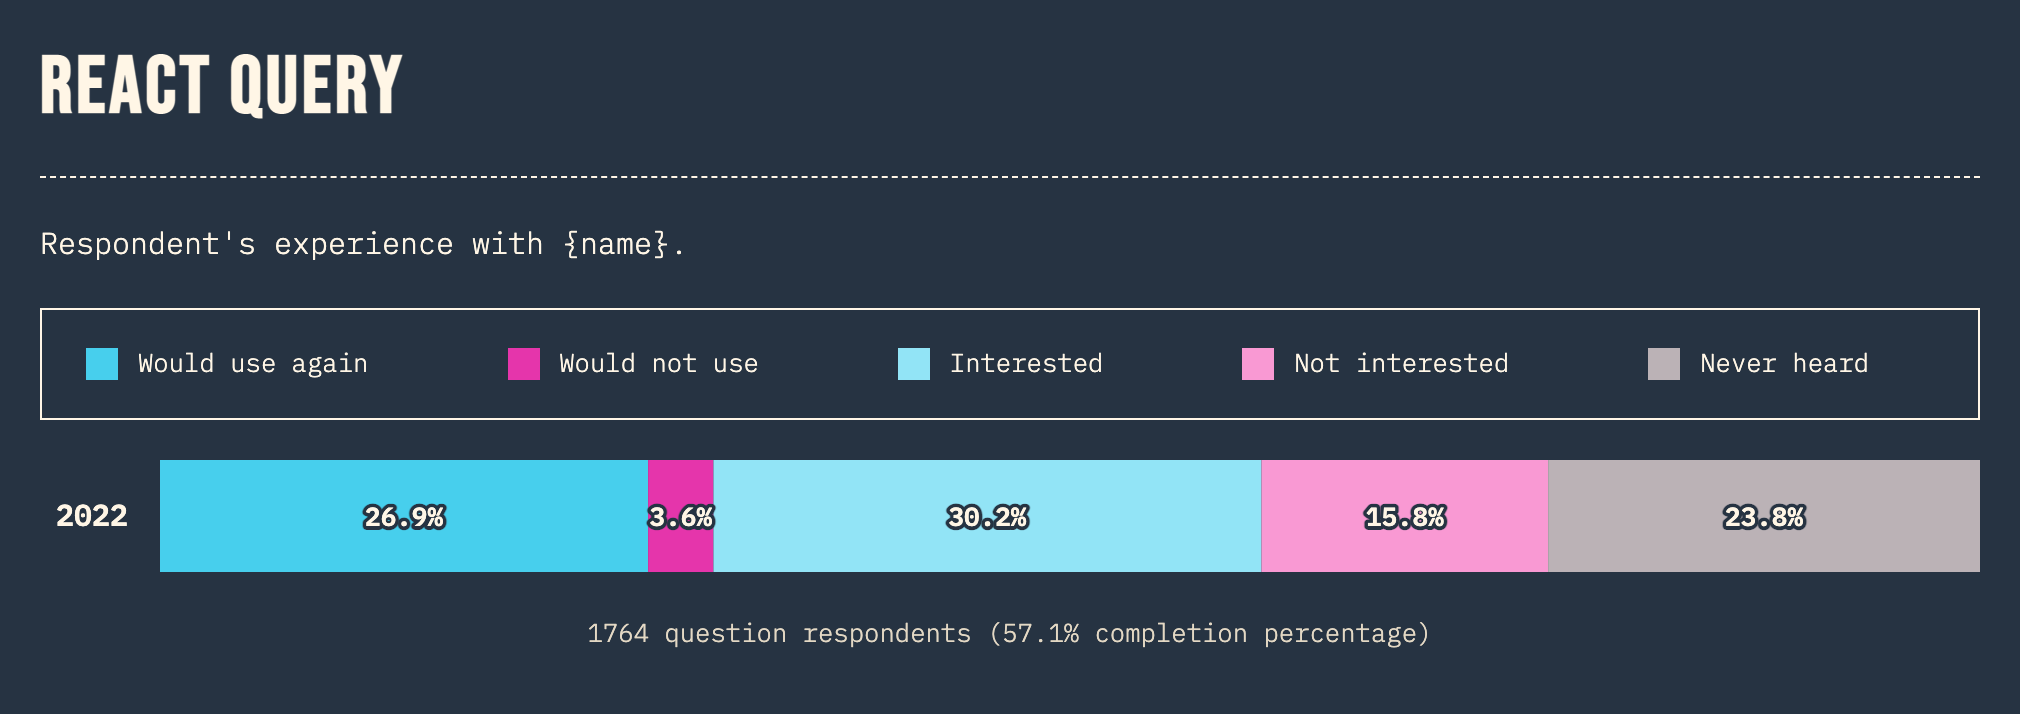 REACT QUERY
Respondent's experience with {name}.
Would use again Would not use Interested Not interested Never heard
2022 26.9% 3.6% 30.2% 15.8% 23.8%
1764 question respondents (57.1% completion percentage)